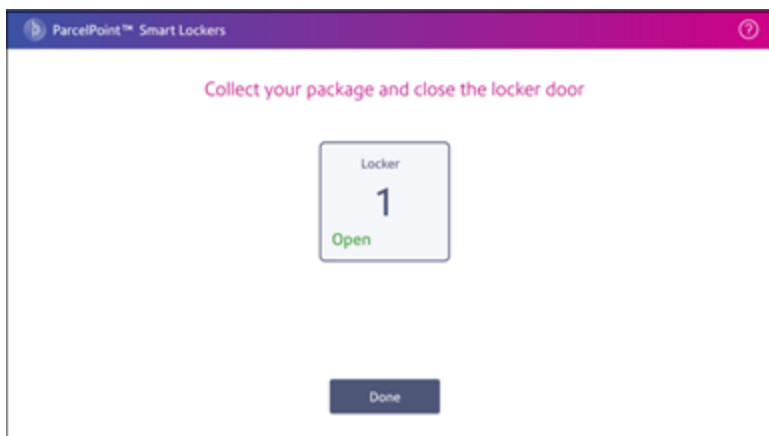 ParcelPoint™ Smart Lockers
Collect your package and close the locker door
Locker
1
Open
Done